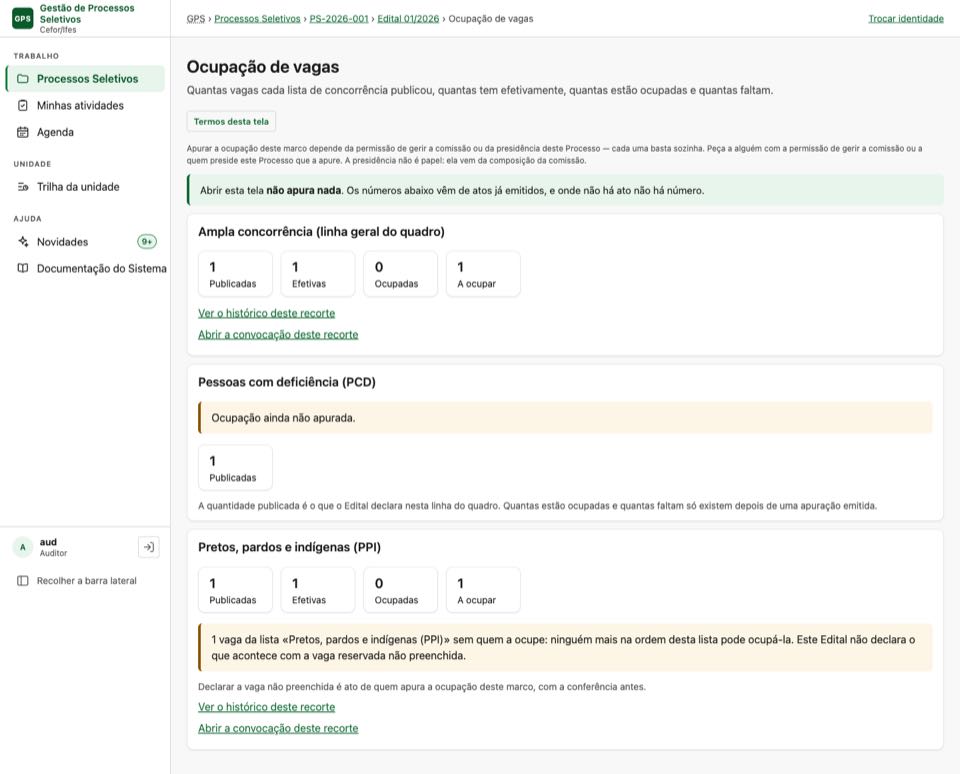 GPS
Gestão de Processos
Seletivos
Cefor/Ifes
GPS › Processos Seletivos › PS-2026-001 › Edital 01/2026 › Ocupação de vagas
Trocar identidade
TRABALHO
Processos Seletivos
Minhas atividades
Agenda
UNIDADE
Trilha da unidade
AJUDA
Novidades
9+
Documentação do Sistema
A
aud
Auditor
Recolher a barra lateral
Ocupação de vagas
Quantas vagas cada lista de concorrência publicou, quantas tem efetivamente, quantas estão ocupadas e quantas faltam.
Termos desta tela
Apurar a ocupação deste marco depende da permissão de gerir a comissão ou da presidência deste Processo — cada uma basta sozinha. Peça a alguém com a permissão de gerir a comissão ou a
quem preside este Processo que a apure. A presidência não é papel: ela vem da composição da comissão.
Abrir esta tela não apura nada. Os números abaixo vêm de atos já emitidos, e onde não há ato não há número.
Ampla concorrência (linha geral do quadro)
1
Publicadas
1
Efetivas
0
Ocupadas
1
A ocupar
Ver o histórico deste recorte
Abrir a convocação deste recorte
Pessoas com deficiência (PCD)
Ocupação ainda não apurada.
1
Publicadas
A quantidade publicada é o que o Edital declara nesta linha do quadro. Quantas estão ocupadas e quantas faltam só existem depois de uma apuração emitida.
Pretos, pardos e indígenas (PPI)
1
Publicadas
1
Efetivas
0
Ocupadas
1
A ocupar
1 vaga da lista «Pretos, pardos e indígenas (PPI)» sem quem a ocupe: ninguém mais na ordem desta lista pode ocupá-la. Este Edital não declara o
que acontece com a vaga reservada não preenchida.
Declarar a vaga não preenchida é ato de quem apura a ocupação deste marco, com a conferência antes.
Ver o histórico deste recorte
Abrir a convocação deste recorte